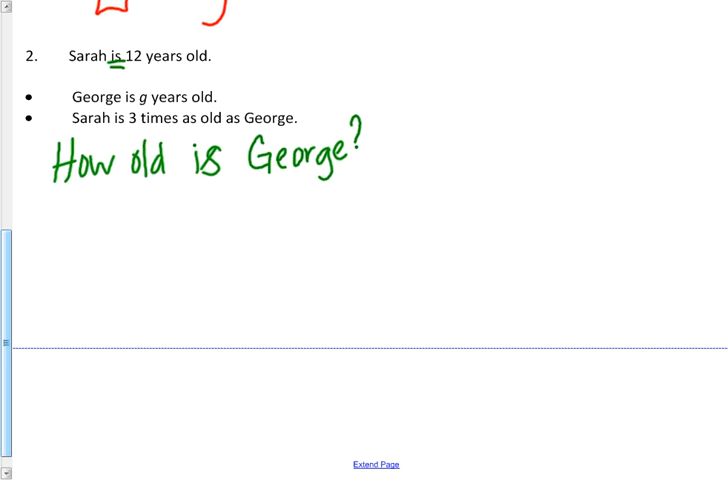 2. Sarah is 12 years old.
• George is g years old.
• Sarah is 3 times as old as George.
How old is George?
Extend Page